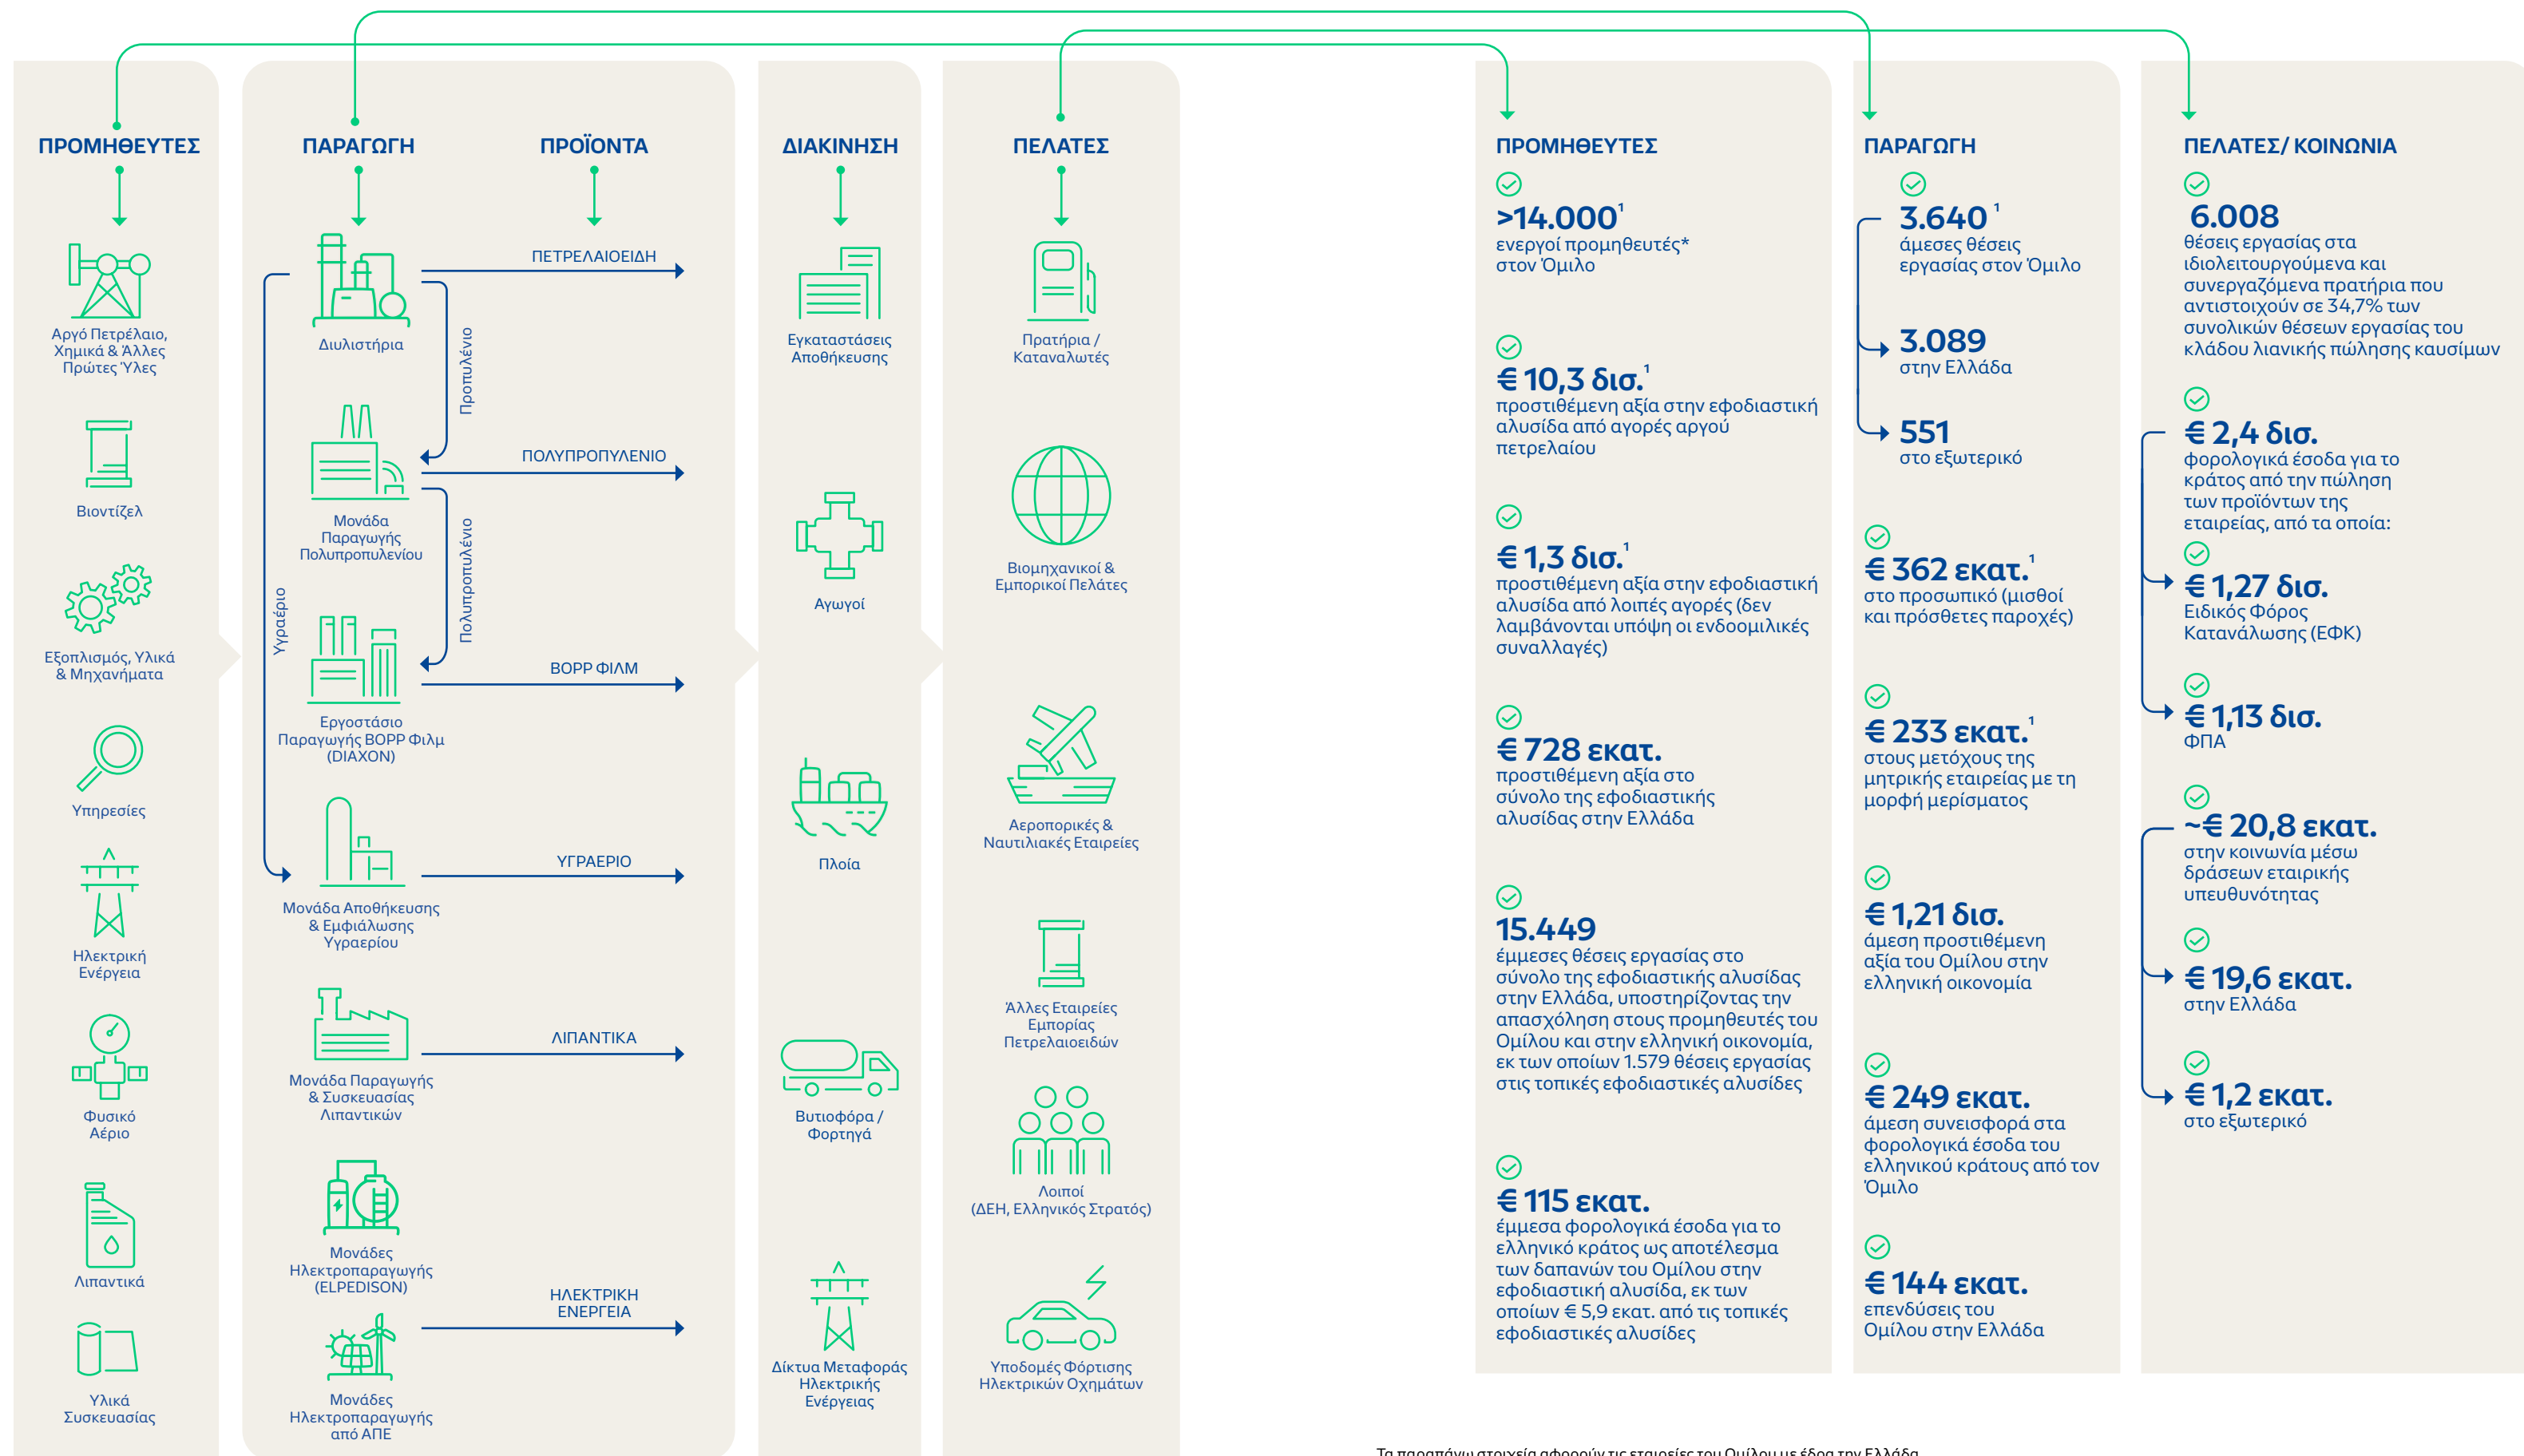 ΠΡΟΜΗΘΕΥΤΕΣ
Αργό Πετρέλαιο,
Χημικά & Άλλες
Πρώτες Ύλες
Βιοντίζελ
Εξοπλισμός, Υλικά
& Μηχανήματα
Υπηρεσίες
Ηλεκτρική
Ενέργεια
Φυσικό
Αέριο
Λιπαντικά
Υλικά
Συσκευασίας
ΠΑΡΑΓΩΓΗ
Διυλιστήρια
Προπυλένιο
Μονάδα
Παραγωγής
Πολυπροπυλενίου
Πολυπροπυλένιο
Υγραέριο
Εργοστάσιο
Παραγωγής BOPP Φιλμ
(DIAXON)
Μονάδα Αποθήκευσης
& Εμφιάλωσης
Υγραερίου
Μονάδα Παραγωγής
& Συσκευασίας
Λιπαντικών
Μονάδες
Ηλεκτροπαραγωγής
(ELPEDISON)
Μονάδες
Ηλεκτροπαραγωγής
από ΑΠΕ
ΠΡΟΪΟΝΤΑ
ΠΕΤΡΕΛΑΙΟΕΙΔΗ
ΠΟΛΥΠΡΟΠΥΛΕΝΙΟ
BOPP ΦΙΛΜ
ΥΓΡΑΕΡΙΟ
ΛΙΠΑΝΤΙΚΑ
ΗΛΕΚΤΡΙΚΗ
ΕΝΕΡΓΕΙΑ
ΔΙΑΚΙΝΗΣΗ
Εγκαταστάσεις
Αποθήκευσης
Αγωγοί
Πλοία
Βυτιοφόρα /
Φορτηγά
Δίκτυα Μεταφοράς
Ηλεκτρικής
Ενέργειας
ΠΕΛΑΤΕΣ
Πρατήρια /
Καταναλωτές
Βιομηχανικοί &
Εμπορικοί Πελάτες
Αεροπορικές &
Ναυτιλιακές Εταιρείες
Άλλες Εταιρείες
Εμπορίας
Πετρελαιοειδών
Λοιποί
(ΔΕΗ, Ελληνικός Στρατός)
Υποδομές Φόρτισης
Ηλεκτρικών Οχημάτων
ΠΡΟΜΗΘΕΥΤΕΣ
>14.000¹
ενεργοί προμηθευτές*
στον Όμιλο
€ 10,3 δισ.¹
προστιθέμενη αξία στην εφοδιαστική
αλυσίδα από αγορές αργού
πετρελαίου
€ 1,3 δισ.¹
προστιθέμενη αξία στην εφοδιαστική
αλυσίδα από λοιπές αγορές (δεν
λαμβάνονται υπόψη οι ενδοομιλικές
συναλλαγές)
€ 728 εκατ.
προστιθέμενη αξία στο
σύνολο της εφοδιαστικής
αλυσίδας στην Ελλάδα
15.449
έμμεσες θέσεις εργασίας στο
σύνολο της εφοδιαστικής αλυσίδας
στην Ελλάδα, υποστηρίζοντας την
απασχόληση στους προμηθευτές του
Ομίλου και στην ελληνική οικονομία,
εκ των οποίων 1.579 θέσεις εργασίας
στις τοπικές εφοδιαστικές αλυσίδες
€ 115 εκατ.
έμμεσα φορολογικά έσοδα για το
ελληνικό κράτος ως αποτέλεσμα
των δαπανών του Ομίλου στην
εφοδιαστική αλυσίδα, εκ των
οποίων € 5,9 εκατ. από τις τοπικές
εφοδιαστικές αλυσίδες
ΠΑΡΑΓΩΓΗ
3.640 ¹
άμεσες θέσεις
εργασίας στον Όμιλο
3.089
στην Ελλάδα
551
στο εξωτερικό
€ 362 εκατ.¹
στο προσωπικό (μισθοί
και πρόσθετες παροχές)
€ 233 εκατ.¹
στους μετόχους της
μητρικής εταιρείας με τη
μορφή μερίσματος
€ 1,21 δισ.
άμεση προστιθέμενη
αξία του Ομίλου στην
ελληνική οικονομία
€ 249 εκατ.
άμεση συνεισφορά στα
φορολογικά έσοδα του
ελληνικού κράτους από τον
Όμιλο
€ 144 εκατ.
επενδύσεις του
Ομίλου στην Ελλάδα
ΠΕΛΑΤΕΣ/ ΚΟΙΝΩΝΙΑ
6.008
θέσεις εργασίας στα
ιδιολειτουργούμενα και
συνεργαζόμενα πρατήρια που
αντιστοιχούν σε 34,7% των
συνολικών θέσεων εργασίας του
κλάδου λιανικής πώλησης καυσίμων
€ 2,4 δισ.
φορολογικά έσοδα για το
κράτος από την πώληση
των προϊόντων της
εταιρείας, από τα οποία:
€ 1,27 δισ.
Ειδικός Φόρος
Κατανάλωσης (ΕΦΚ)
€ 1,13 δισ.
ΦΠΑ
~€ 20,8 εκατ.
στην κοινωνία μέσω
δράσεων εταιρικής
υπευθυνότητας
€ 19,6 εκατ.
στην Ελλάδα
€ 1,2 εκατ.
στο εξωτερικό
Τα παραπάνω στοιχεία αφορούν τις εταιρείες του Ομίλου με έδρα την Ελλάδα